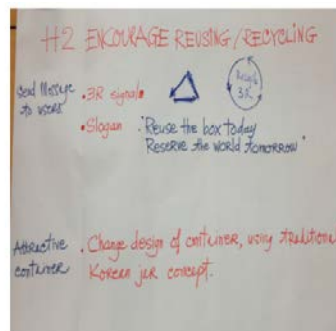 H2 ENCOURAGE REUSING/RECYCLING
Send Message
to users
• 3R signal
Recycle
3R
• Slogan : "Reuse the box today
Reserve the world tomorrow"
Attractive
container
• Change design of container, using traditional
Korean jar concept.